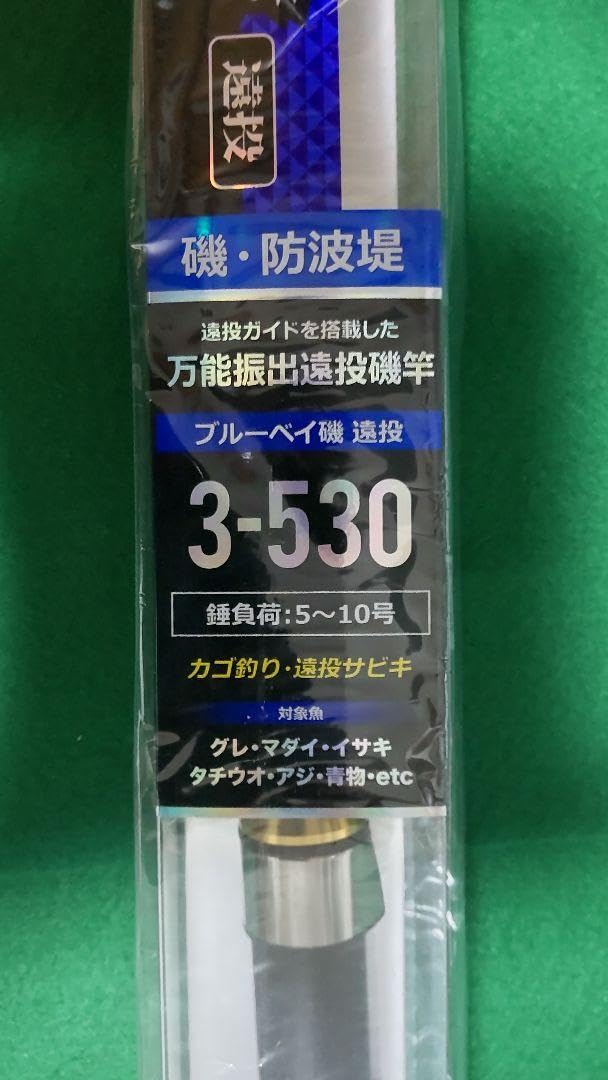 遠投
磯・防波堤
遠投ガイドを搭載した
万能振出遠投磯竿
ブルーベイ磯 遠投
3-530
錘負荷:5〜10号
カゴ釣り・遠投サビキ
対象魚
グレ・マダイ・イサキ
タチウオ・アジ・青物・etc